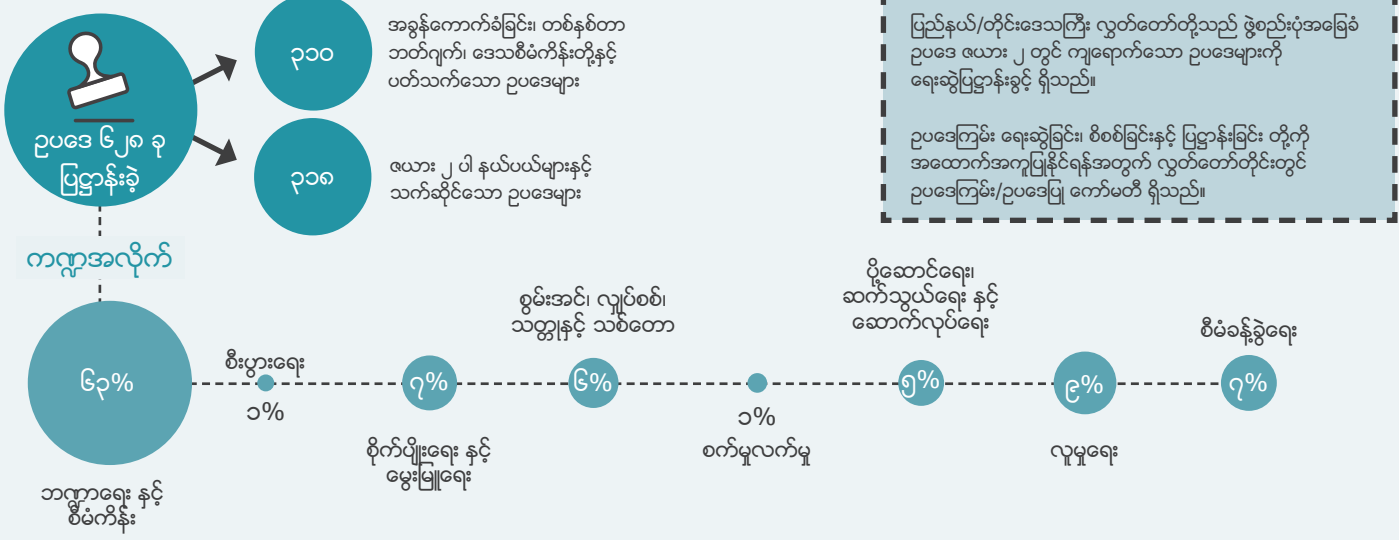 ဥပဒေ ၆၂၈ ခု
ပြဋ္ဌာန်းခဲ့
၃၁၀
အခွန်ကောက်ခံခြင်း၊ တစ်နှစ်တာ
ဘတ်ဂျက်၊ ဒေသစီမံကိန်းတို့နှင့်
ပတ်သက်သော ဥပဒေများ
၃၁၈
ဇယား ၂ ပါ နယ်ပယ်များနှင့်
သက်ဆိုင်သော ဥပဒေများ
ပြည်နယ်/တိုင်းဒေသကြီး လွှတ်တော်တို့သည် ဖွဲ့စည်းပုံအခြေခံ
ဥပဒေ ဇယား ၂ တွင် ကျရောက်သော ဥပဒေများကို
ရေးဆွဲပြဋ္ဌာန်းခွင့် ရှိသည်။
ဥပဒေကြမ်း ရေးဆွဲခြင်း၊ စိစစ်ခြင်းနှင့် ပြဋ္ဌာန်းခြင်း တို့ကို
အထောက်အကူပြုနိုင်ရန်အတွက် လွှတ်တော်တိုင်းတွင်
ဥပဒေကြမ်း/ဥပဒေပြု ကော်မတီ ရှိသည်။
ကဏ္ဍအလိုက်
၆၃%
ဘဏ္ဍာရေး နှင့်
စီမံကိန်း
စီးပွားရေး
၁%
၇%
စိုက်ပျိုးရေး နှင့်
မွေးမြူရေး
စွမ်းအင်၊ လျှပ်စစ်၊
သတ္တုနှင့် သစ်တော
၆%
၁%
စက်မှုလက်မှု
ပို့ဆောင်ရေး၊
ဆက်သွယ်ရေး နှင့်
ဆောက်လုပ်ရေး
၅%
၉%
လူမှုရေး
စီမံခန့်ခွဲရေး
၇%